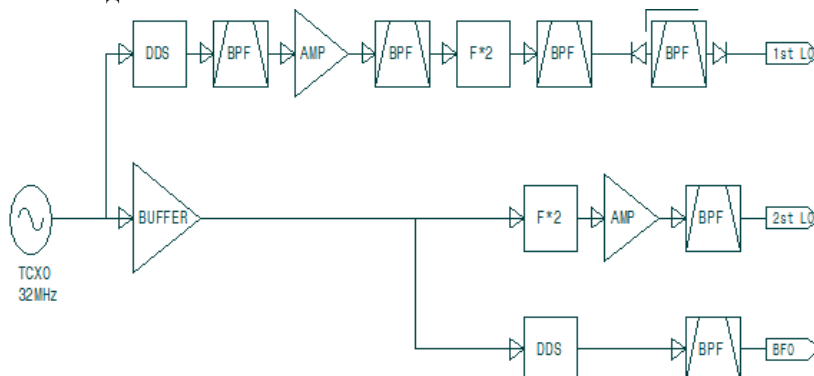 DDS BPF AMP BPF F*2 BPF BPF 1st LO
BUFFER F*2 AMP BPF 2st LO
TCXO
32MHz
DDS BPF BFO